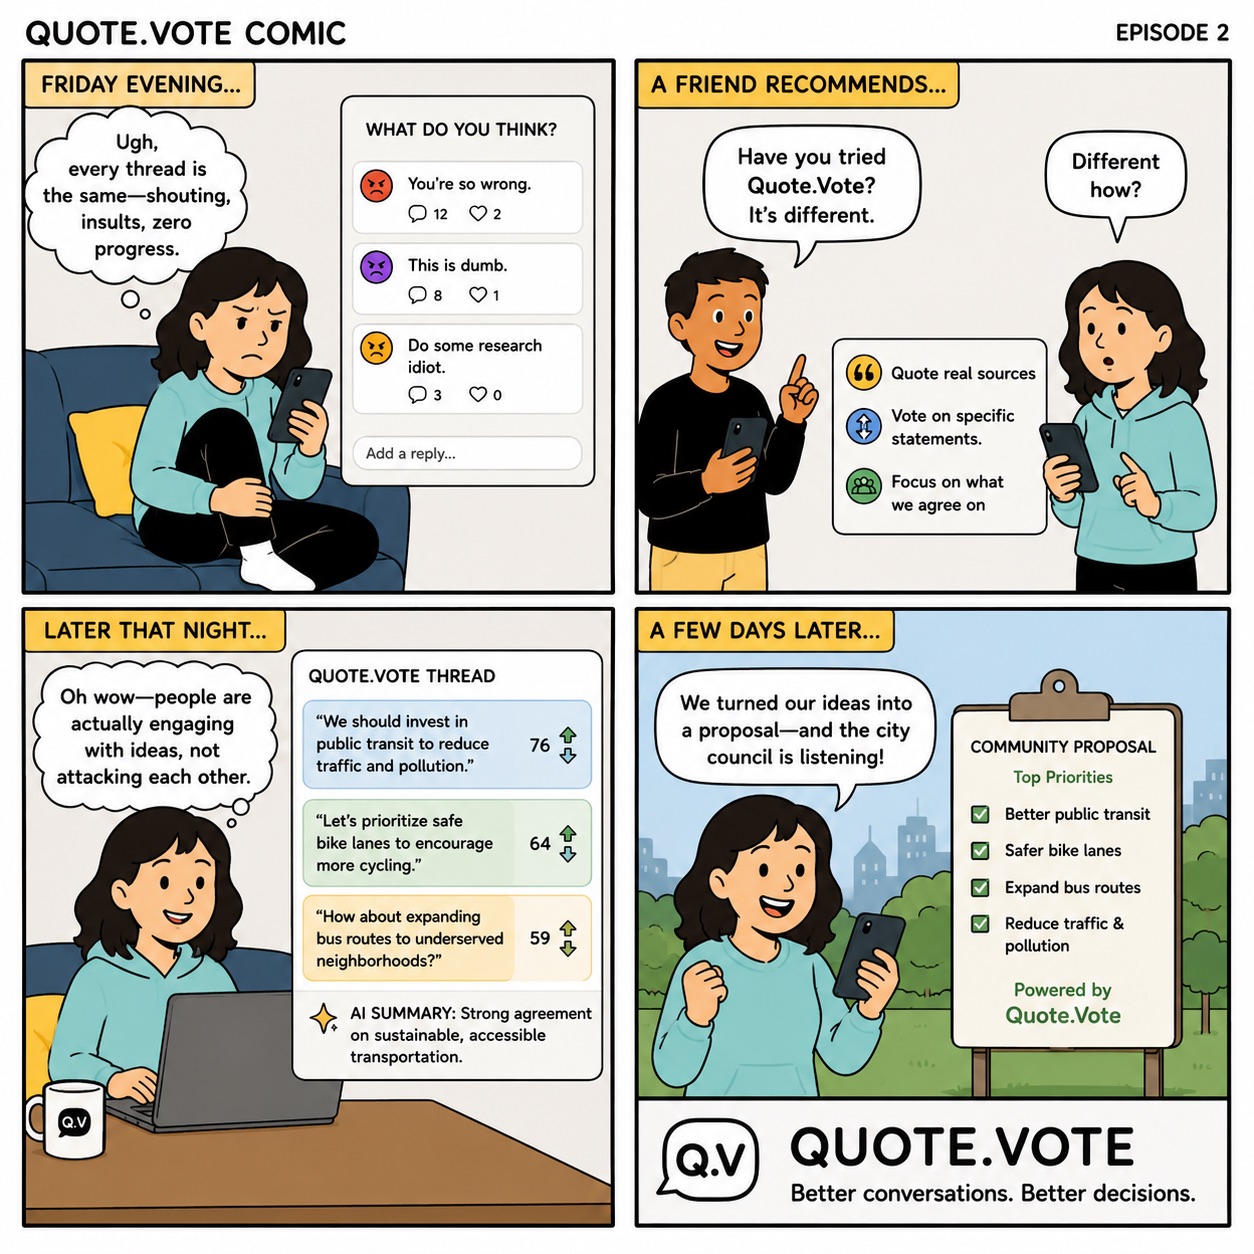 QUOTE.VOTE COMIC
EPISODE 2
FRIDAY EVENING...
Ugh,
every thread is
the same—shouting,
insults, zero
progress.
WHAT DO YOU THINK?
You're so wrong.
12 2
This is dumb.
8 1
Do some research
idiot.
3 0
Add a reply...
A FRIEND RECOMMENDS...
Have you tried
Quote.Vote?
It's different.
Different
how?
Quote real sources
Vote on specific
statements.
Focus on what
we agree on
LATER THAT NIGHT...
Oh wow—people are
actually engaging
with ideas, not
attacking each other.
QUOTE.VOTE THREAD
"We should invest in
public transit to reduce
traffic and pollution."
76
"Let's prioritize safe
bike lanes to encourage
more cycling."
64
"How about expanding
bus routes to underserved
neighborhoods?"
59
AI SUMMARY: Strong agreement
on sustainable, accessible
transportation.
Q.V
A FEW DAYS LATER...
We turned our ideas into
a proposal—and the city
council is listening!
COMMUNITY PROPOSAL
Top Priorities
Better public transit
Safer bike lanes
Expand bus routes
Reduce traffic &
pollution
Powered by
Quote.Vote
Q.V
QUOTE.VOTE
Better conversations. Better decisions.